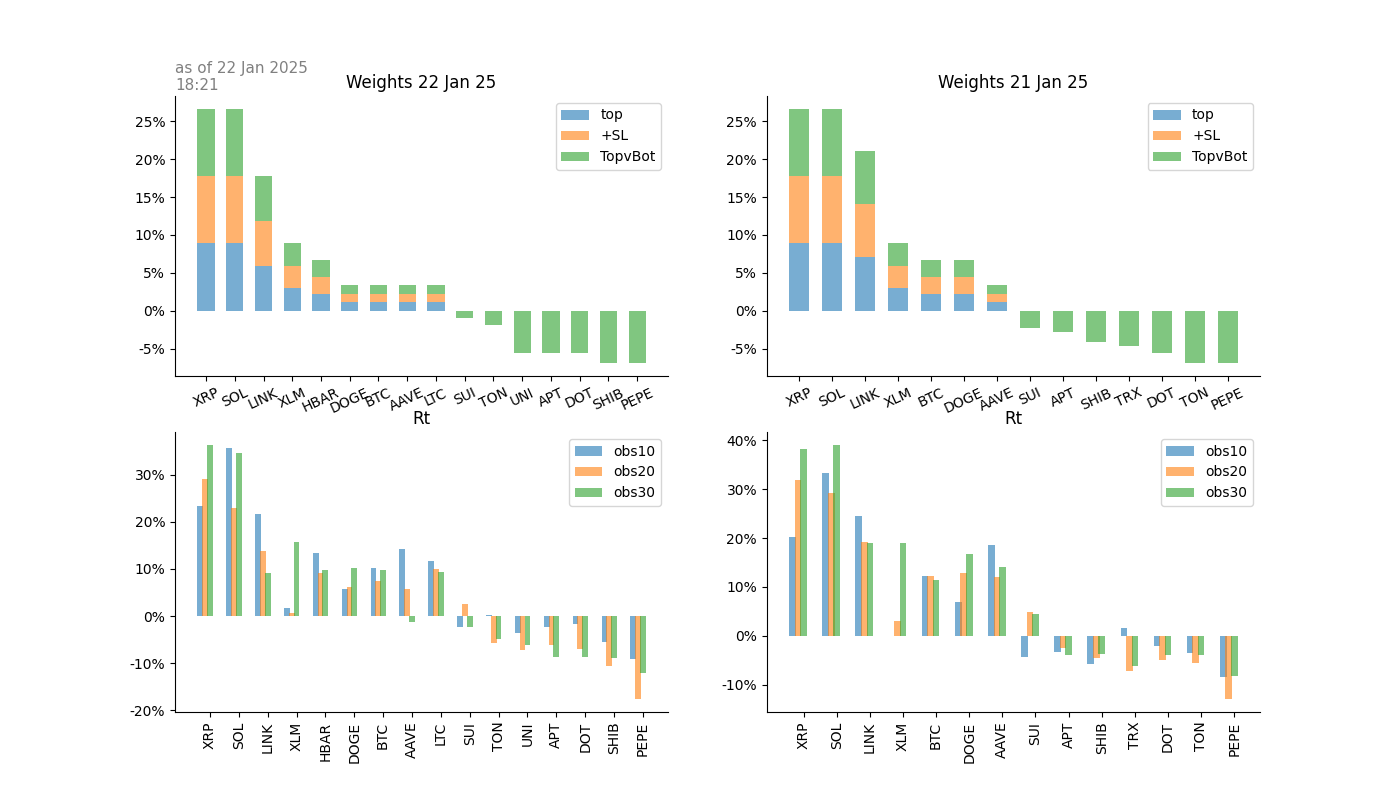 as of 22 Jan 2025
18:21
Weights 22 Jan 25
25%
20%
15%
10%
5%
0%
-5%
top
+SL
TopvBot
XRP SOL LINK XLM HBAR DOGE BTC AAVE LTC SUI TON UNI APT DOT SHIB PEPE
Weights 21 Jan 25
25%
20%
15%
10%
5%
0%
-5%
top
+SL
TopvBot
XRP SOL LINK XLM BTC DOGE AAVE SUI APT SHIB TRX DOT TON PEPE
Rt
30%
20%
10%
0%
-10%
-20%
obs10
obs20
obs30
XRP SOL LINK XLM HBAR DOGE BTC AAVE LTC SUI TON UNI APT DOT SHIB PEPE
Rt
40%
30%
20%
10%
0%
-10%
obs10
obs20
obs30
XRP SOL LINK XLM BTC DOGE AAVE SUI APT SHIB TRX DOT TON PEPE